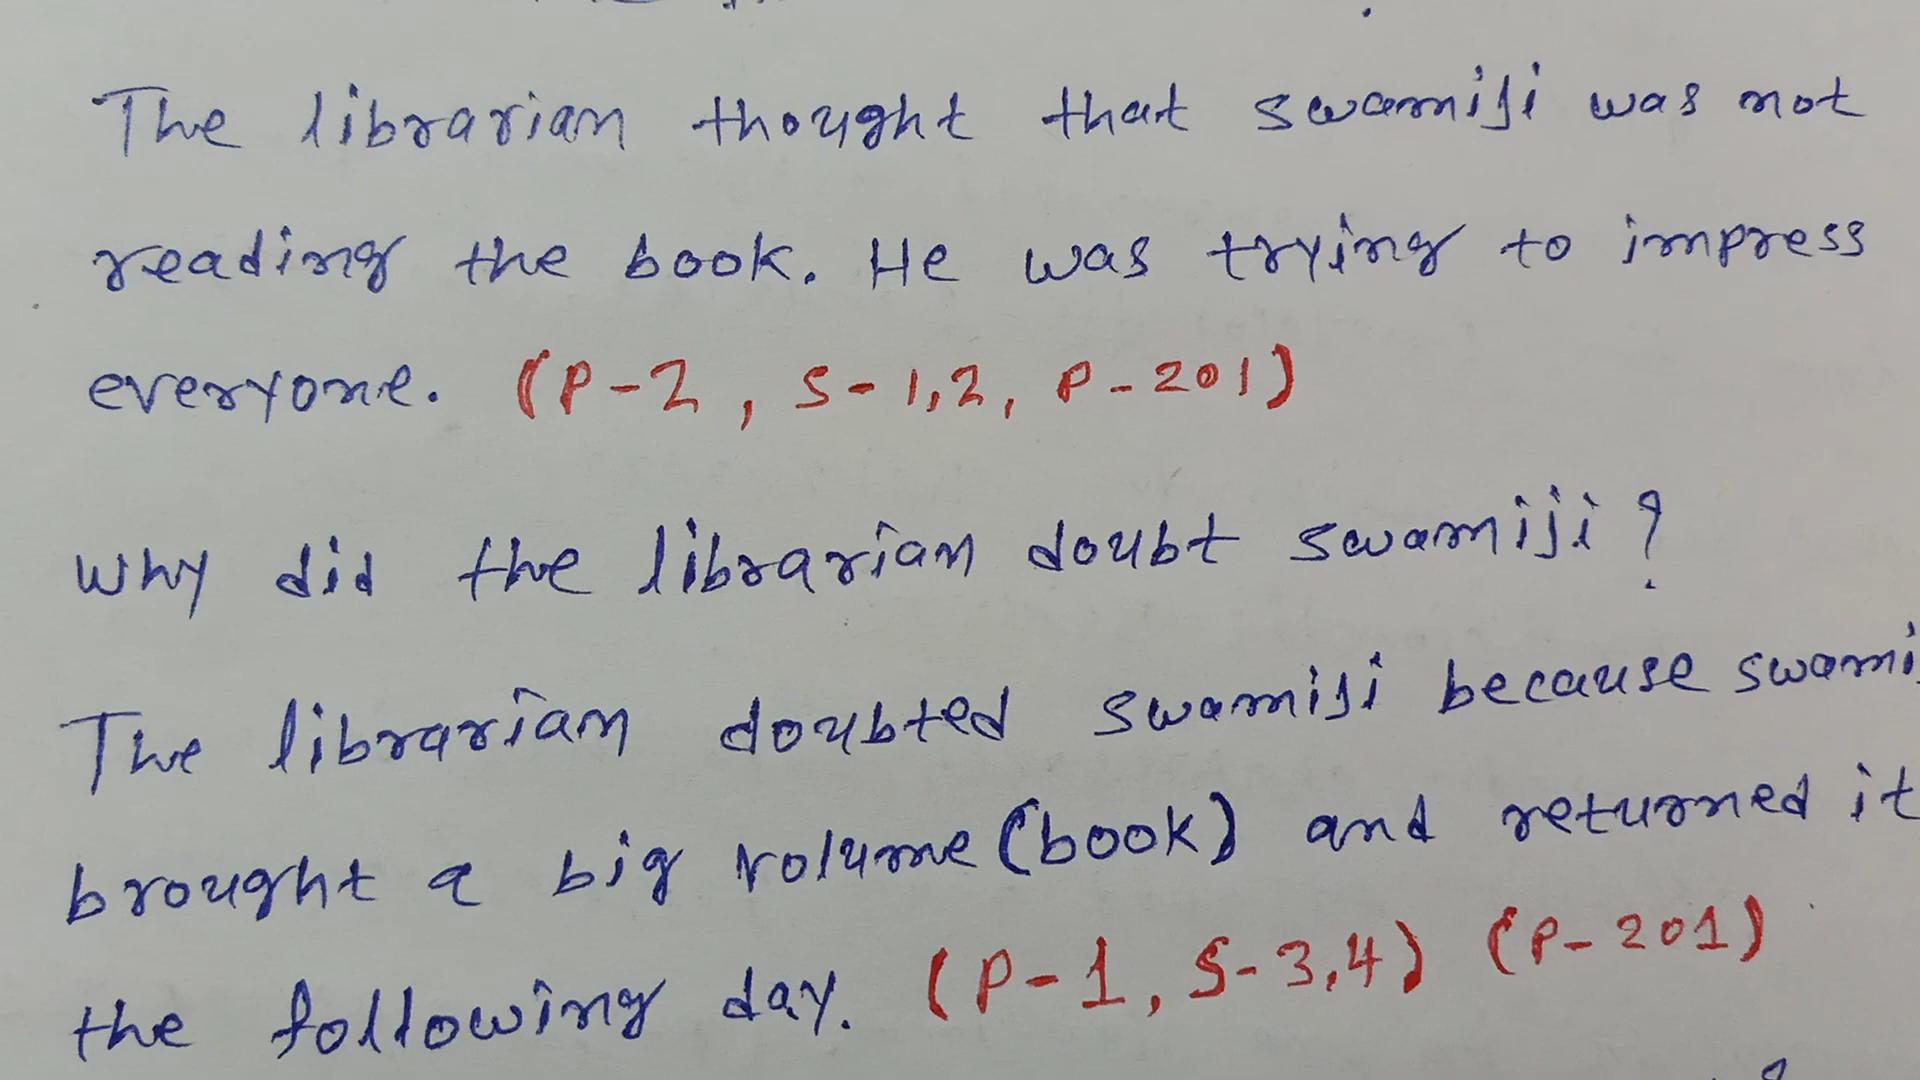 The librarian thought that swamiji was not
reading the book. He was trying to impress
everyone. (P-2, S-1,2, P-201)
Why did the librarian doubt swamiji?
The librarian doubted swamiji because swami
brought a big volume (book) and returned it
the following day. (P-1, S-3,4) (P-201)